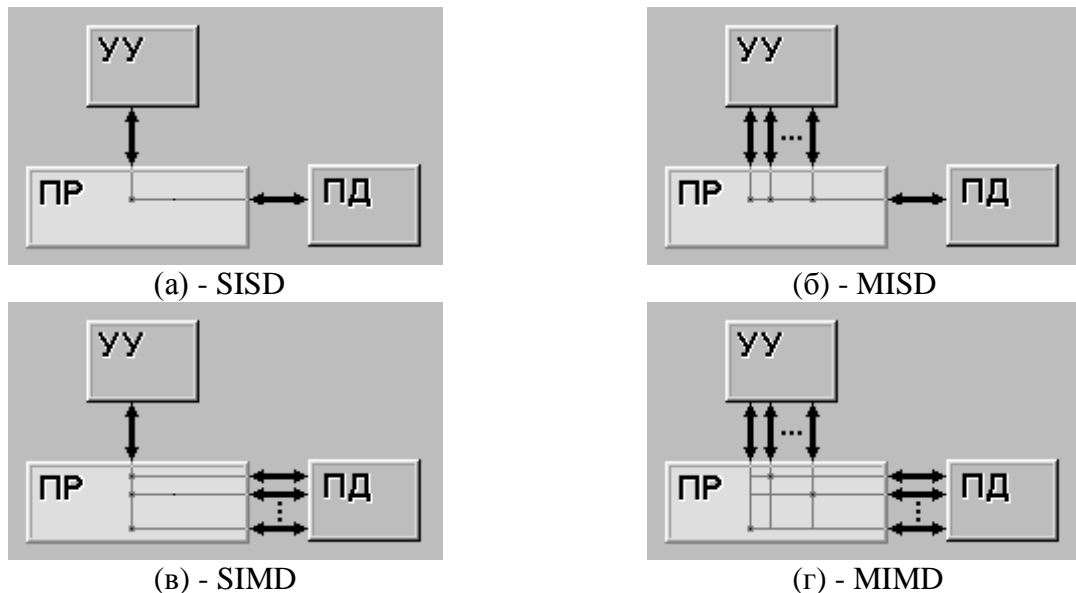 УУ
ПР
ПД
(а) - SISD
УУ
...
ПР
ПД
(б) - MISD
УУ
ПР
ПД
...
(в) - SIMD
УУ
...
ПР
ПД
...
(г) - MIMD